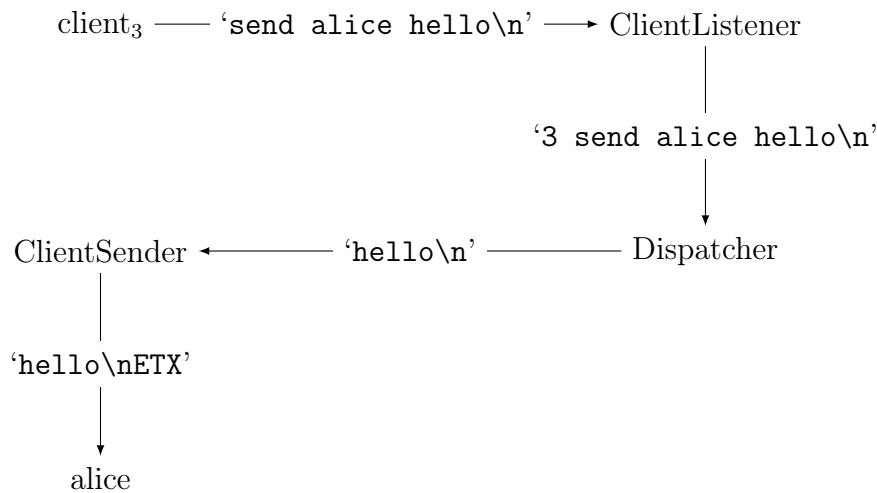 client₃ ‘send alice hello\n’ ClientListener
‘3 send alice hello\n’
ClientSender ‘hello\n’ Dispatcher
‘hello\nETX’
alice